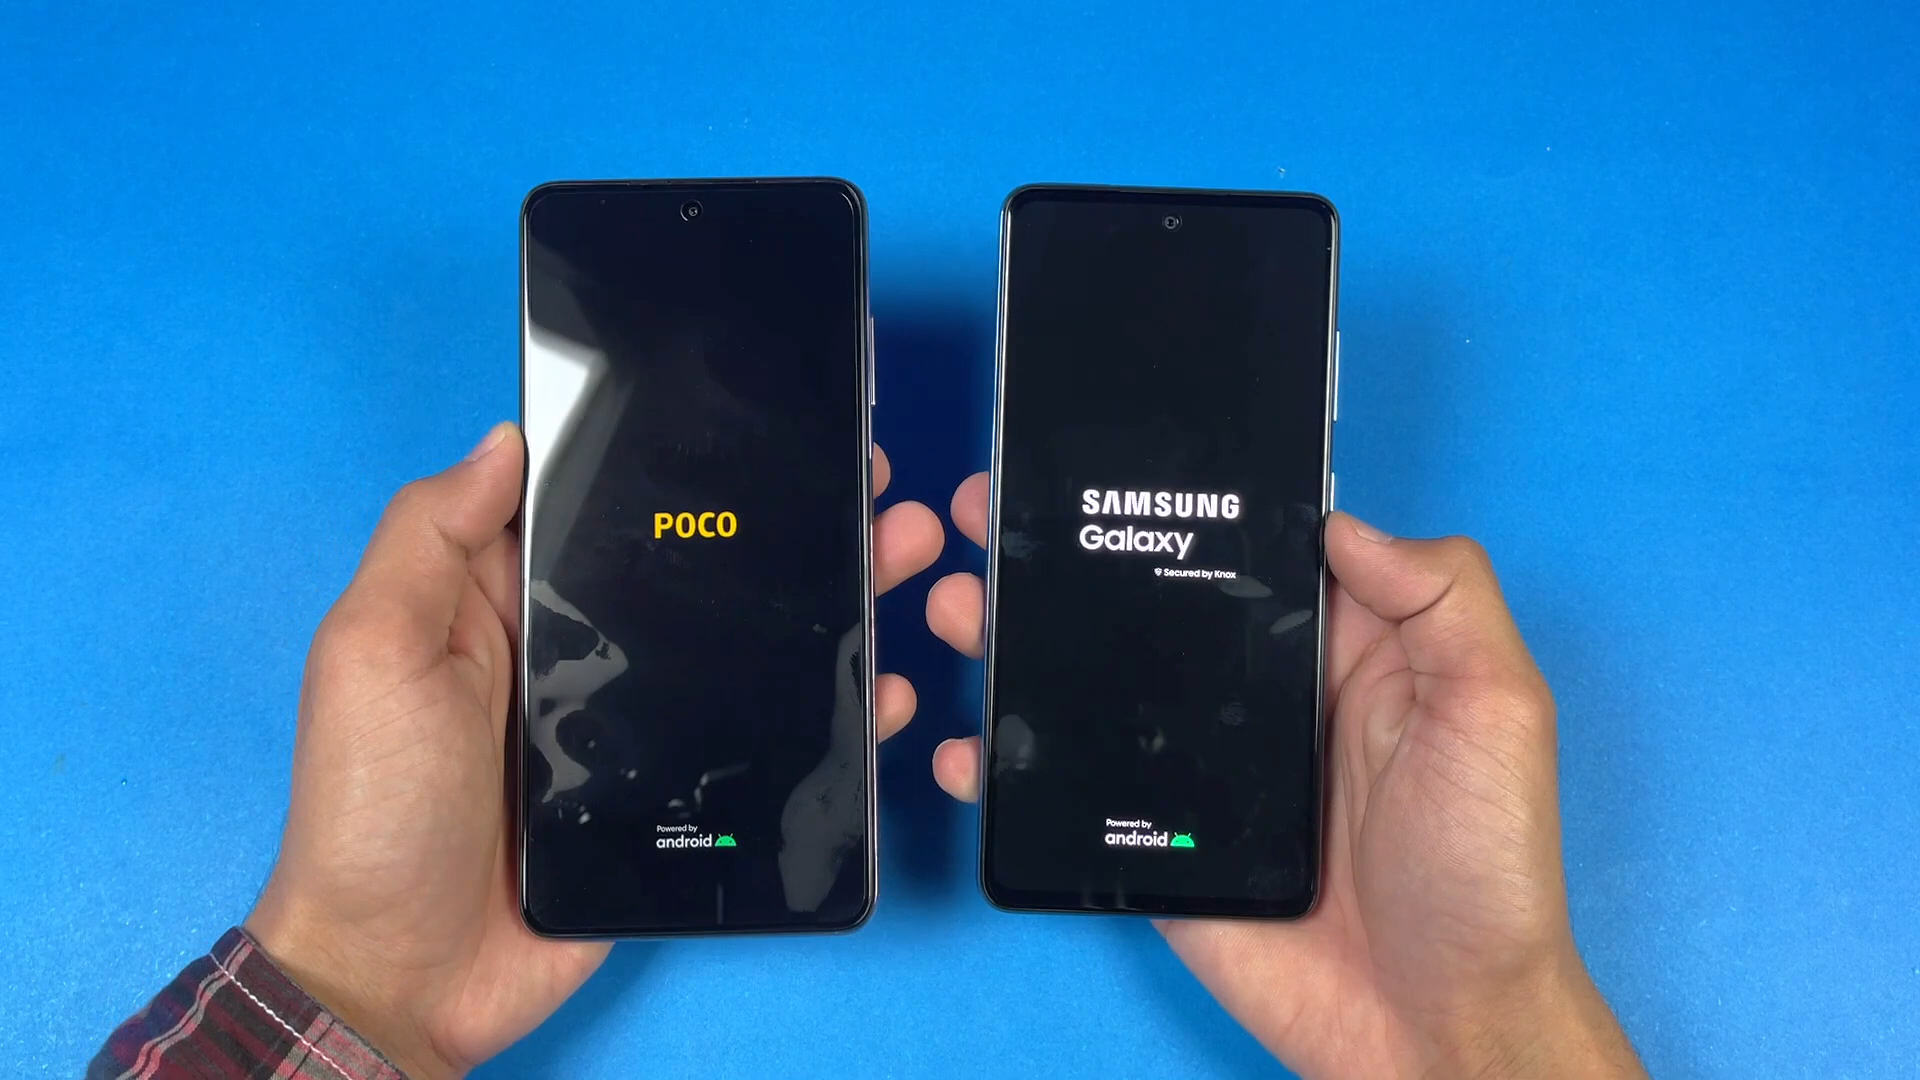 POCO
Powered by
android
SAMSUNG
Galaxy
Secured by Knox
Powered by
android